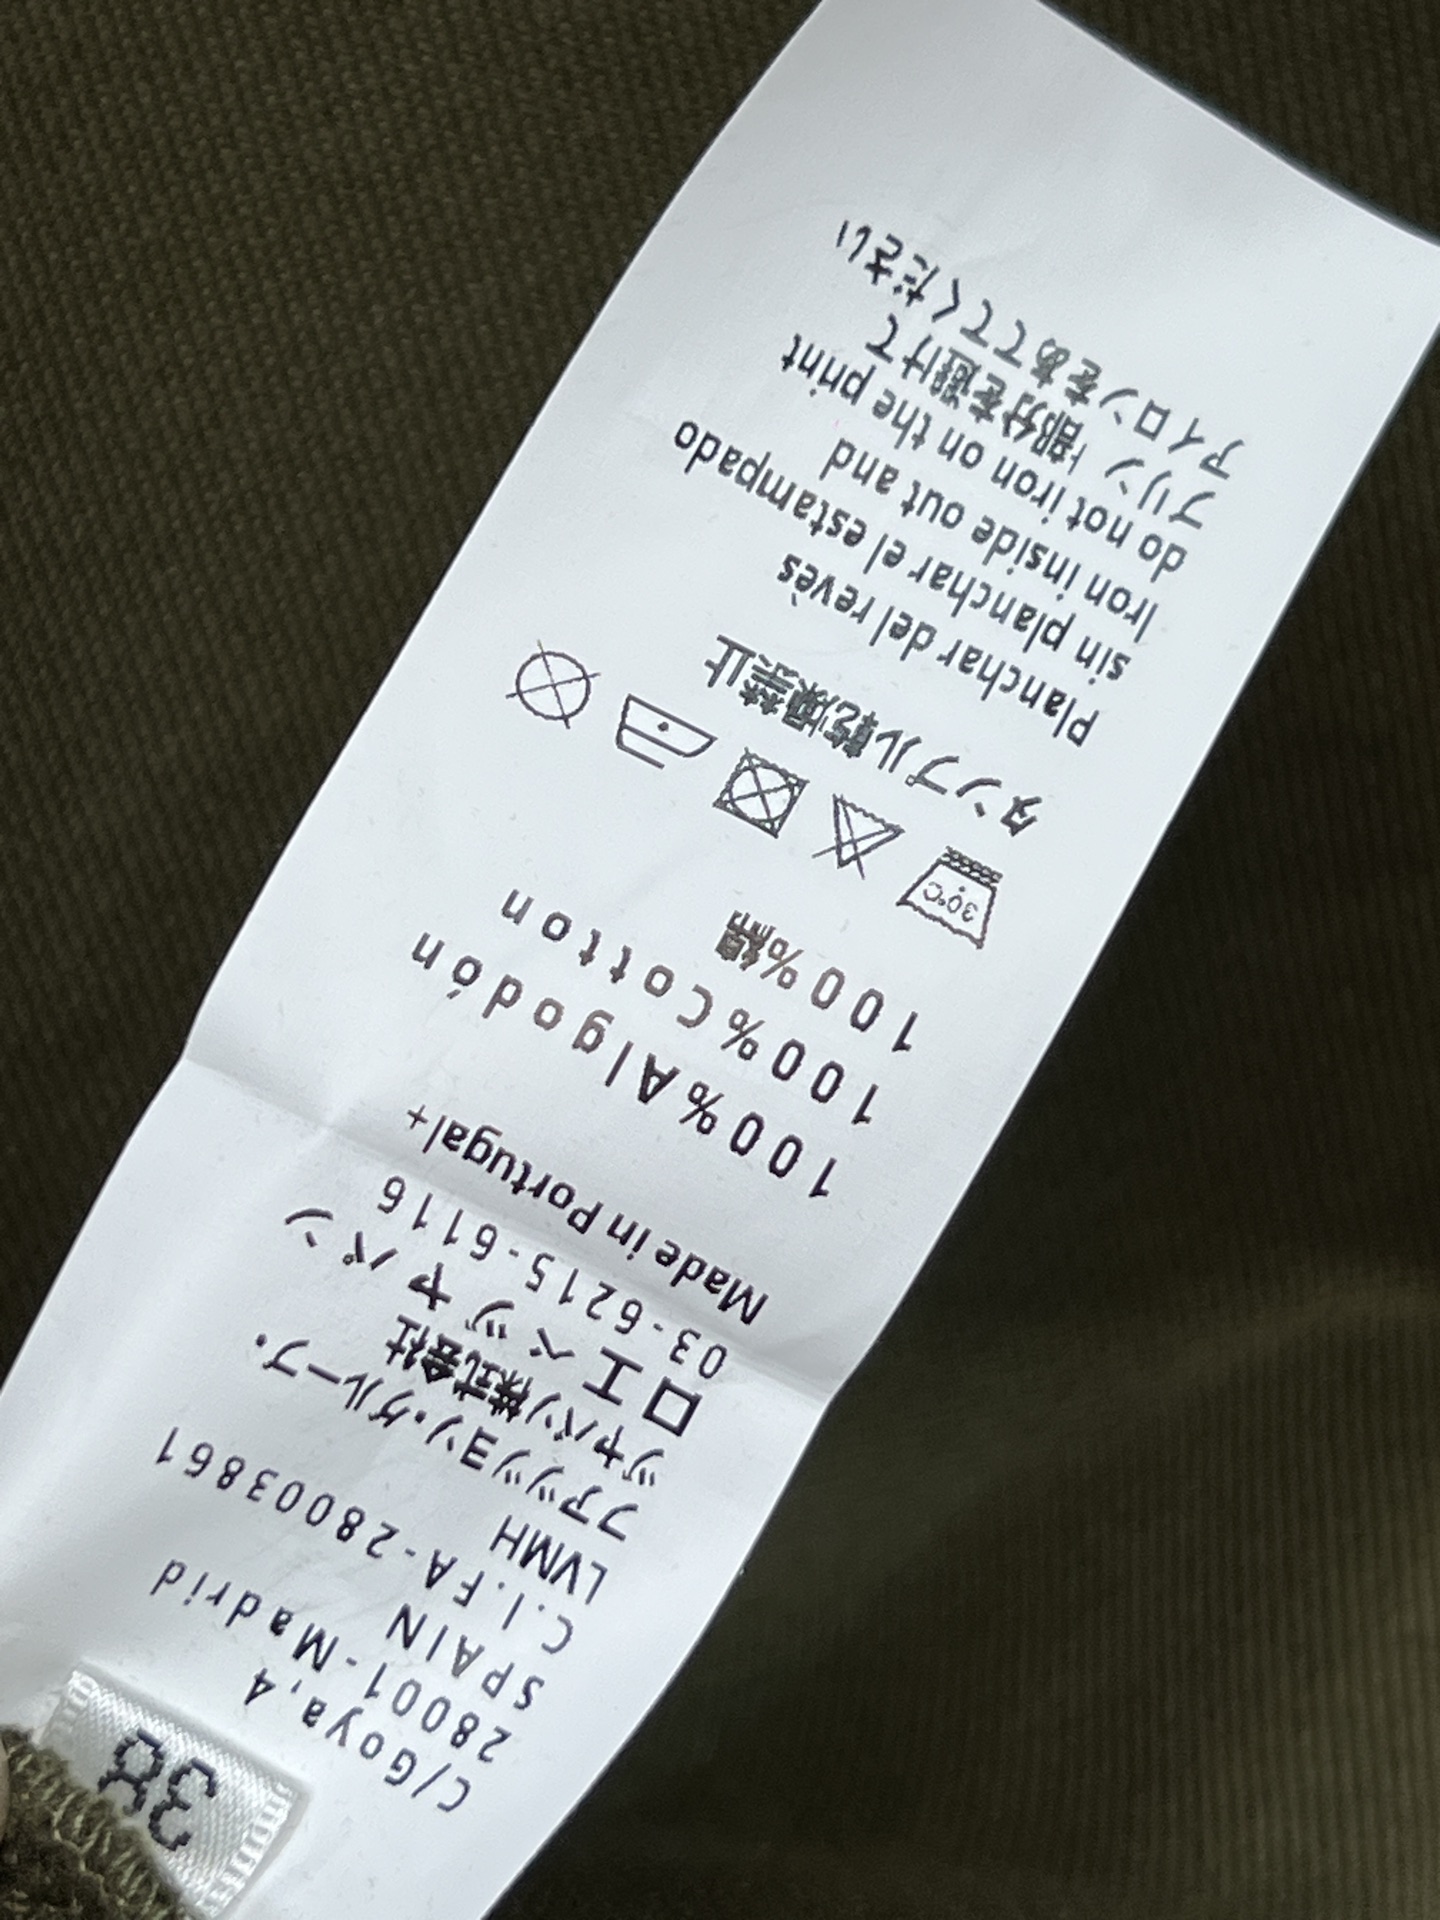 38
C/Goya, 4
28001-Madrid
SPAIN
C.I.FA-28003861
LVMH
ファッツョン・グループ・
ジャパン株式会社
ロエベジャパン
03-6215-6116
Made in Portugal+
100%Algodón
100%Cotton
100%綿
30°C
タンブル乾燥禁止
Planchar del revès
sin planchar el estampado
Iron inside out and
do not iron on the print
プリント部分を避けて
アイロンをあててください